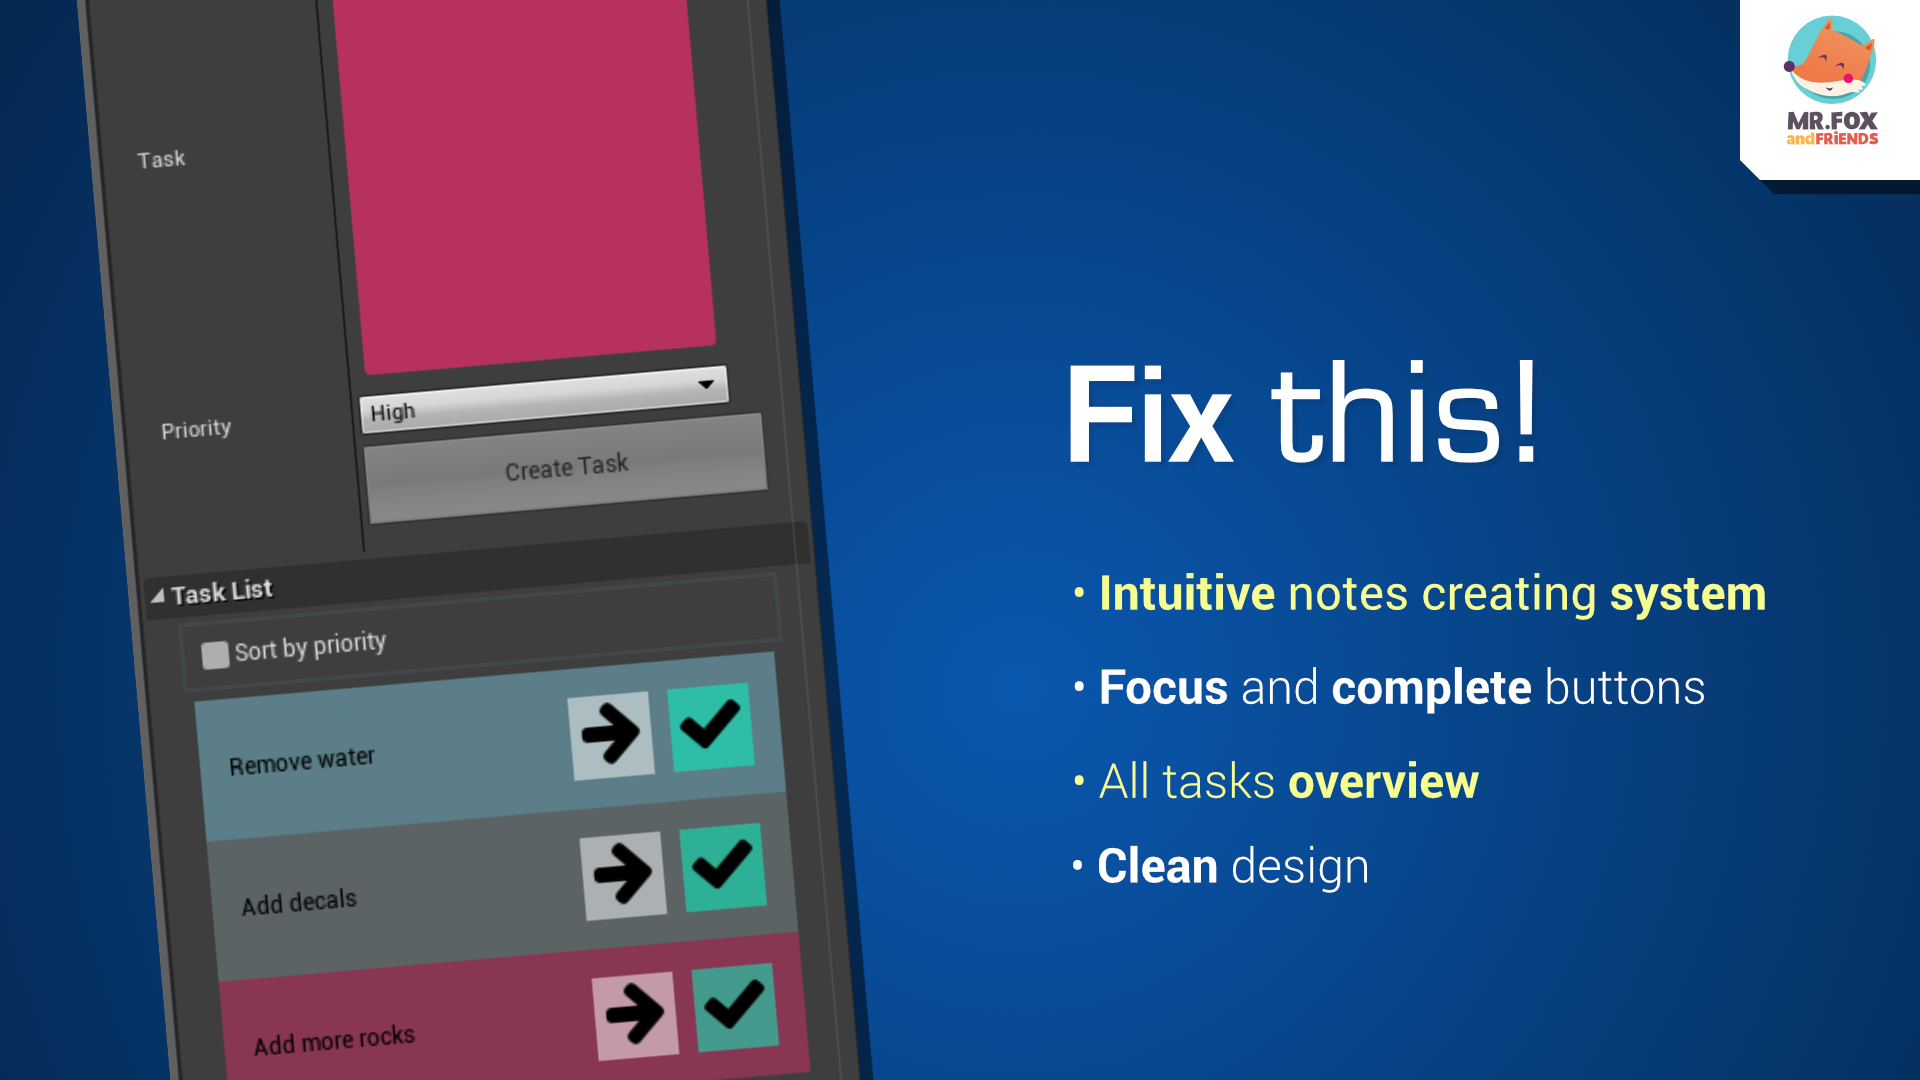 Task
Priority
High
Create Task
Task List
Sort by priority
Remove water
Add decals
Add more rocks
MR.FOX
andFRiENDS
Fix this!
• Intuitive notes creating system
• Focus and complete buttons
• All tasks overview
• Clean design